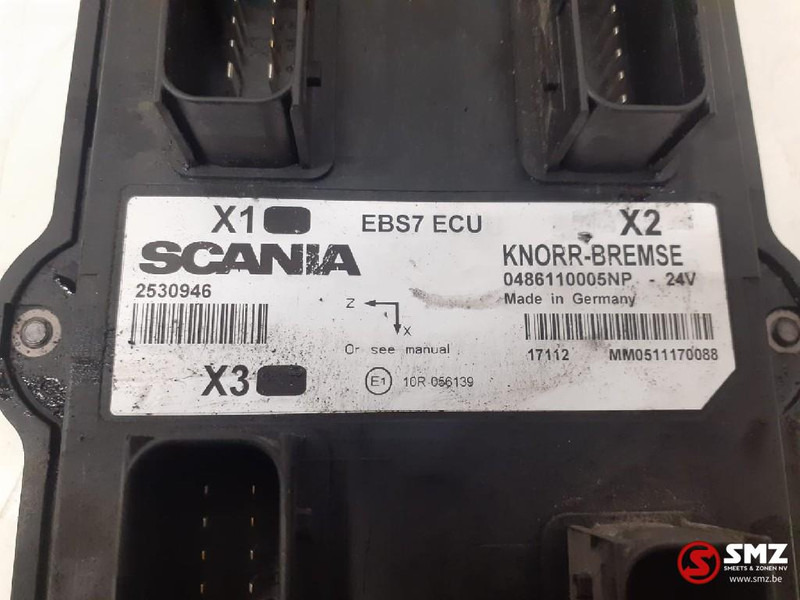 X1 EBS7 ECU X2
SCANIA KNORR-BREMSE
2530946 0486110005NP - 24V
Z Made in Germany
X
Or see manual 17112 MM0511170088
X3 E1 10R-056139
SMZ
SMEETS & ZONEN NV
www.smz.be